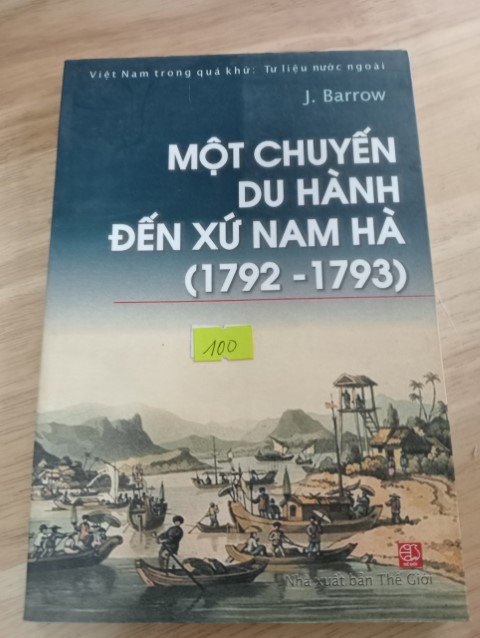 Việt Nam trong quá khứ: Tư liệu nước ngoài
J. Barrow
MỘT CHUYẾN
DU HÀNH
ĐẾN XỨ NAM HÀ
(1792 -1793)
100
Nhà xuất bản Thế Giới